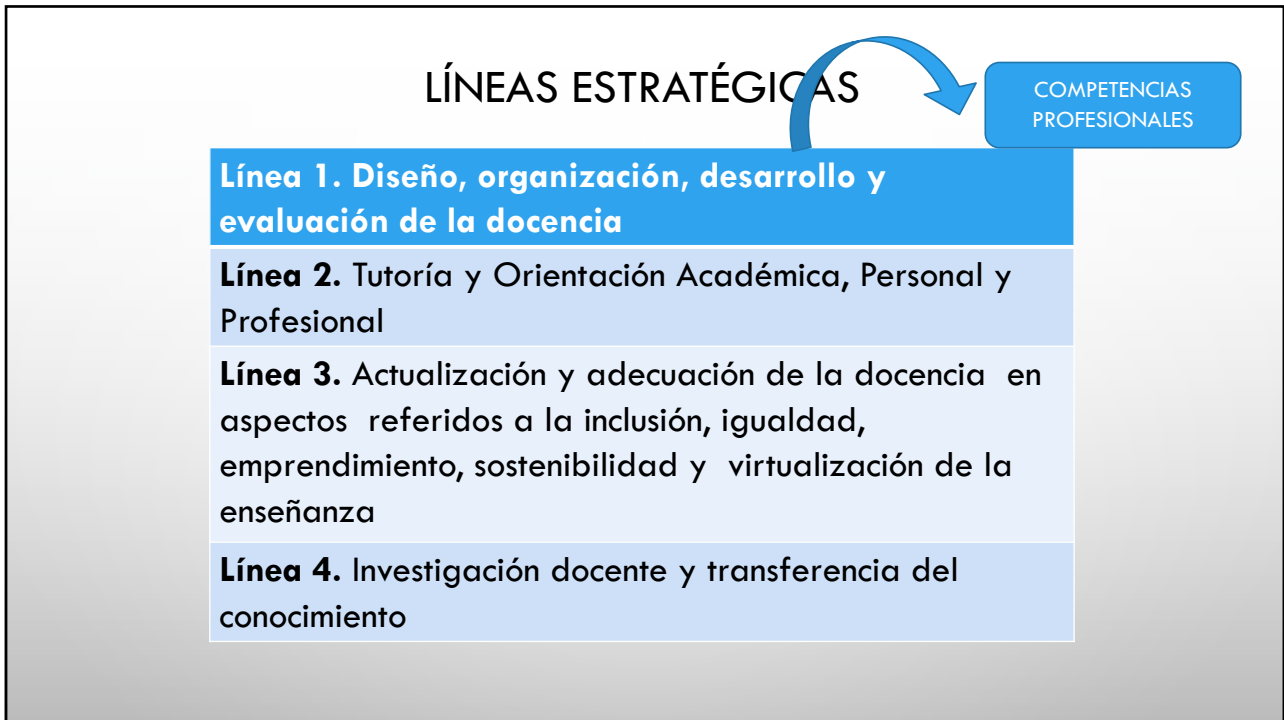 LÍNEAS ESTRATÉGICAS
COMPETENCIAS
PROFESIONALES
Línea 1. Diseño, organización, desarrollo y
evaluación de la docencia
Línea 2. Tutoría y Orientación Académica, Personal y
Profesional
Línea 3. Actualización y adecuación de la docencia en
aspectos referidos a la inclusión, igualdad,
emprendimiento, sostenibilidad y virtualización de la
enseñanza
Línea 4. Investigación docente y transferencia del
conocimiento